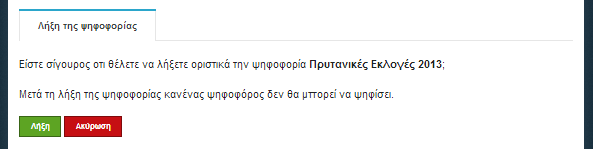 Λήξη της ψηφοφορίας
Είστε σίγουρος οτι θέλετε να λήξετε οριστικά την ψηφοφορία Πρυτανικές Εκλογές 2013;
Μετά τη λήξη της ψηφοφορίας κανένας ψηφοφόρος δεν θα μπορεί να ψηφίσει.
Λήξη Ακύρωση